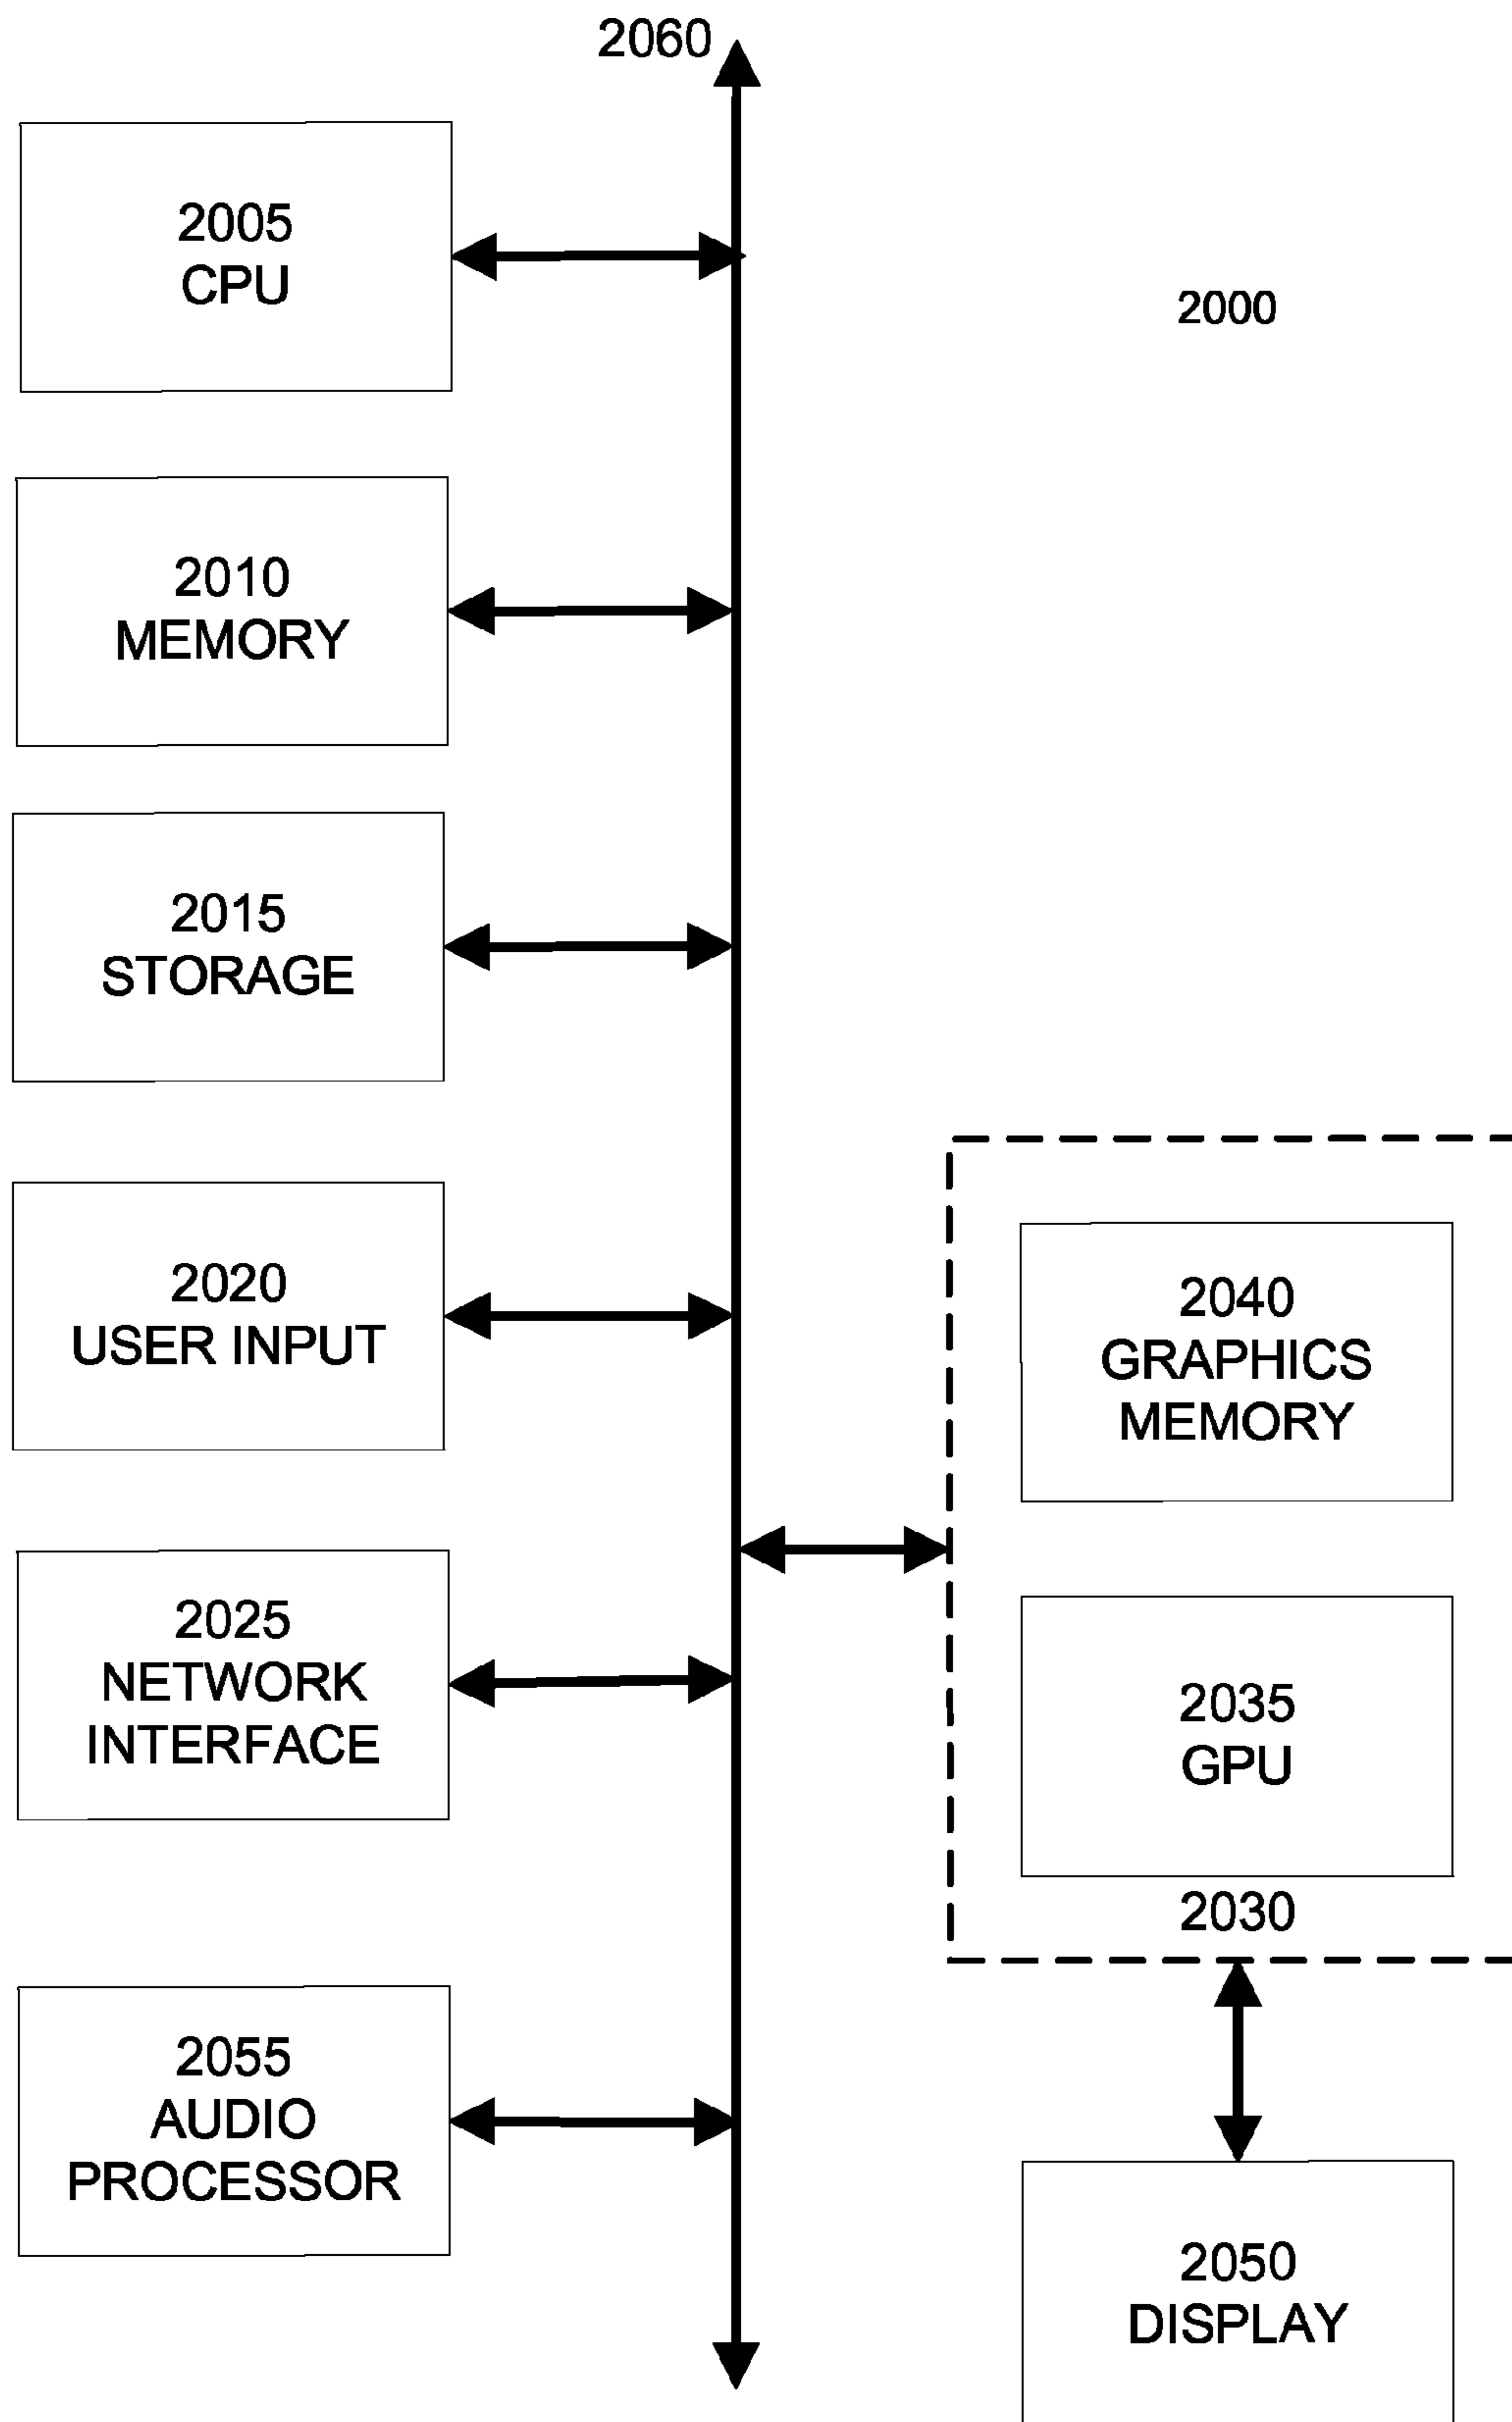 2060
2005
CPU
2000
2010
MEMORY
2015
STORAGE
2020
USER INPUT
2040
GRAPHICS
MEMORY
2025
NETWORK
INTERFACE
2035
GPU
2030
2055
AUDIO
PROCESSOR
2050
DISPLAY